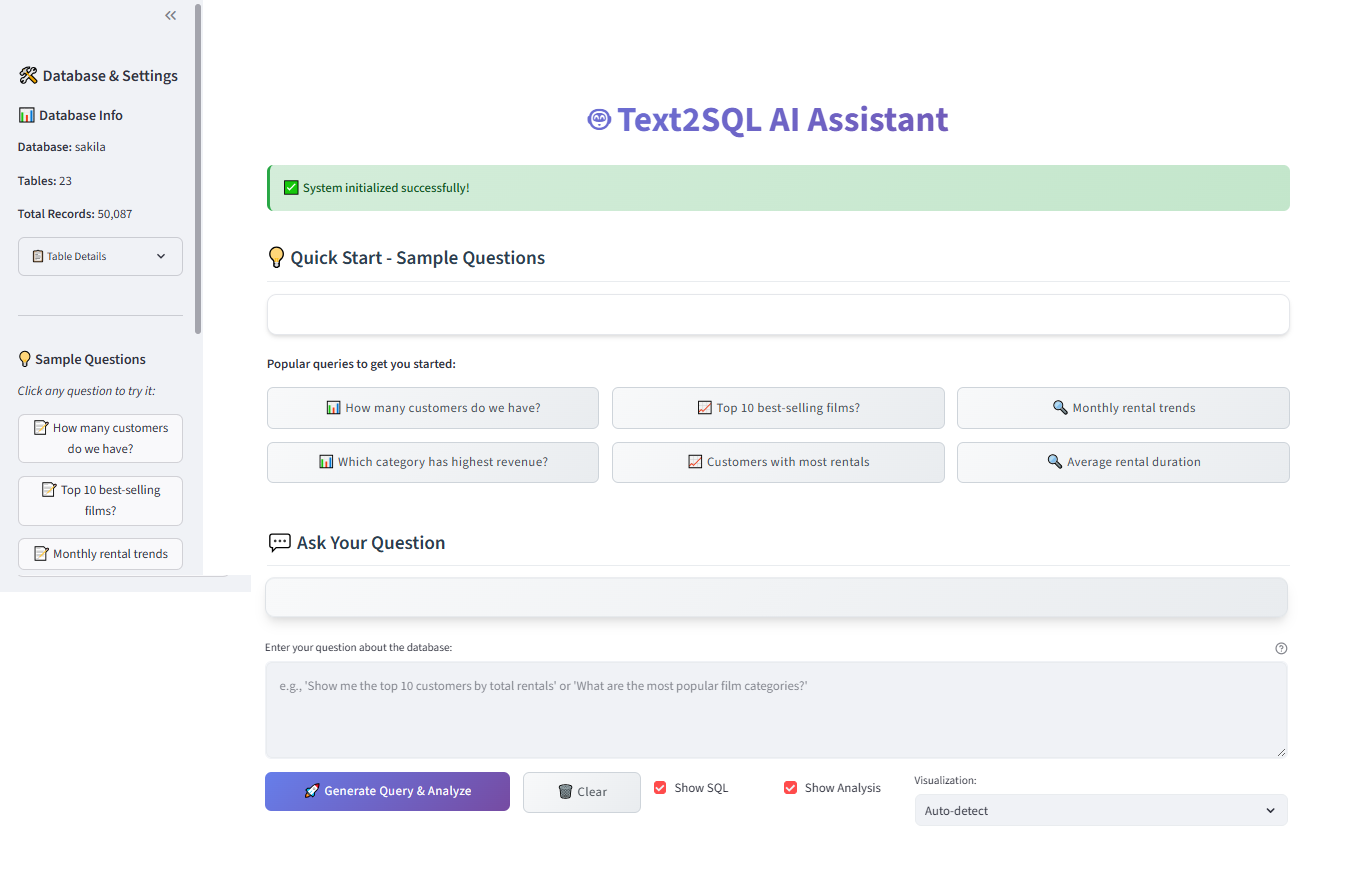 Database & Settings
Database Info
Database: sakila
Tables: 23
Total Records: 50,087
Table Details
Sample Questions
Click any question to try it:
How many customers
do we have?
Top 10 best-selling
films?
Monthly rental trends
Text2SQL AI Assistant
System initialized successfully!
Quick Start - Sample Questions
Popular queries to get you started:
How many customers do we have?
Top 10 best-selling films?
Monthly rental trends
Which category has highest revenue?
Customers with most rentals
Average rental duration
Ask Your Question
Enter your question about the database:
e.g., 'Show me the top 10 customers by total rentals' or 'What are the most popular film categories?'
Generate Query & Analyze
Clear
Show SQL
Show Analysis
Visualization:
Auto-detect